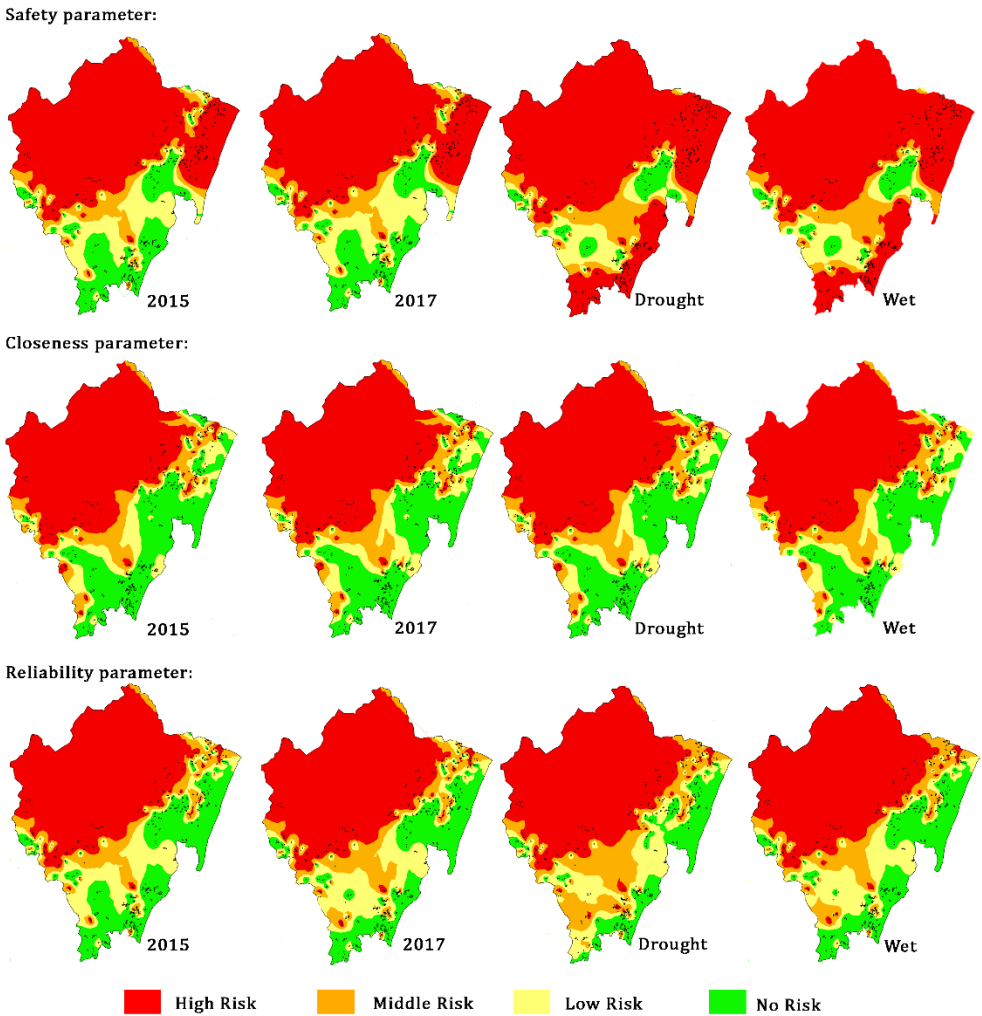 Safety parameter:
2015
2017
Drought
Wet
Closeness parameter:
2015
2017
Drought
Wet
Reliability parameter:
2015
2017
Drought
Wet
High Risk
Middle Risk
Low Risk
No Risk